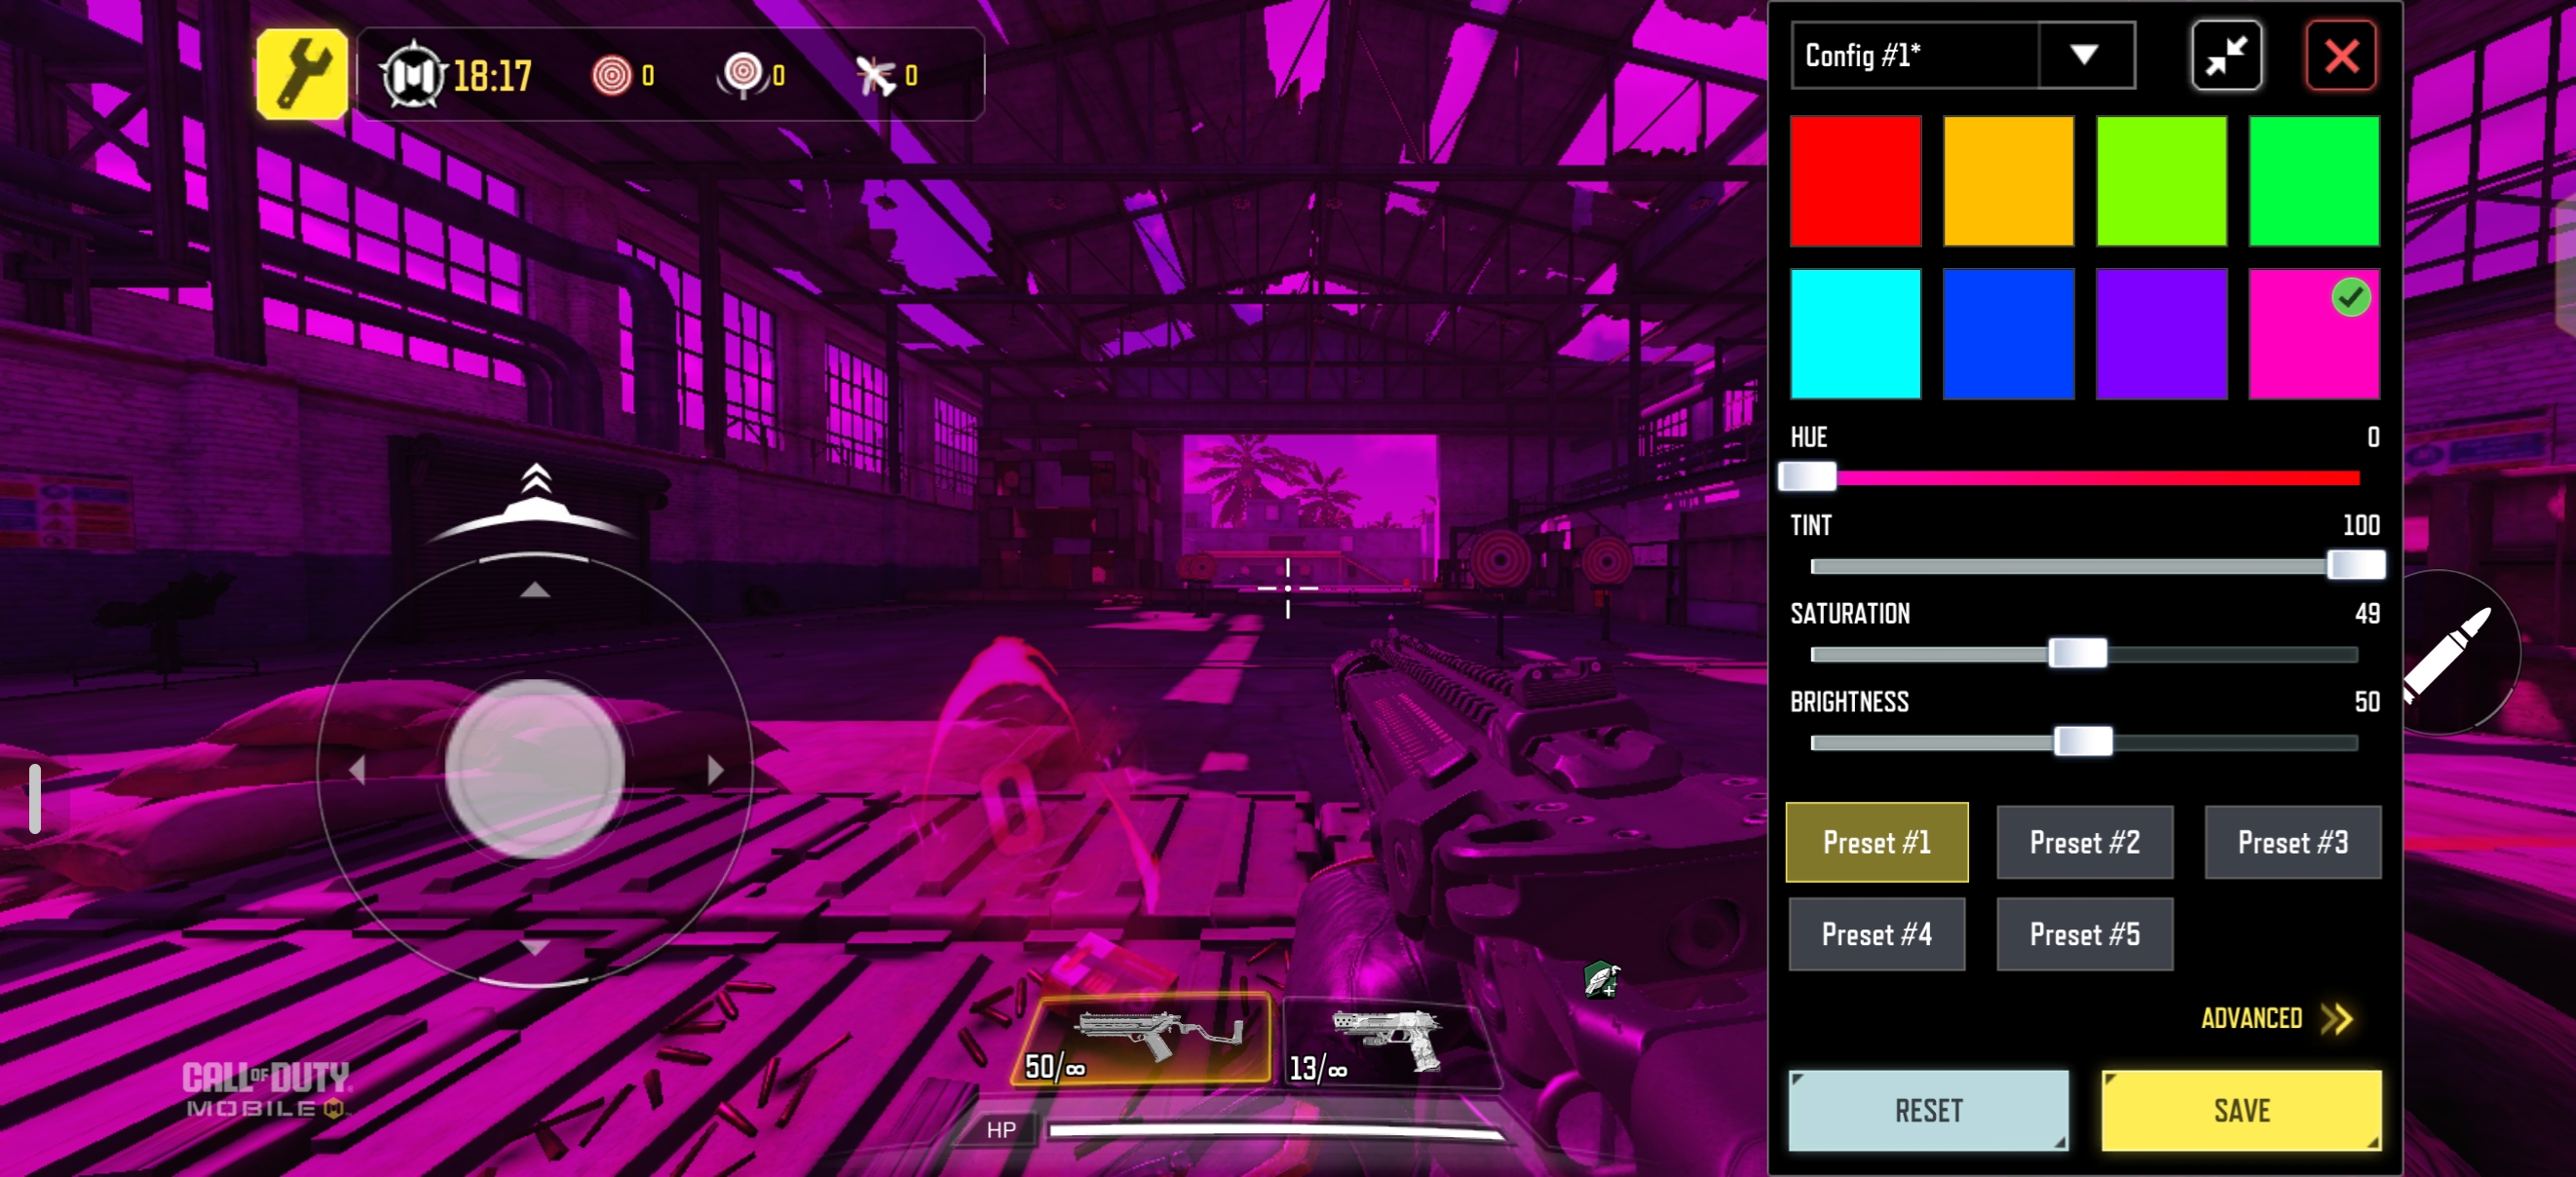 18:17
0
0
0
Config #1*
HUE
0
TINT
100
SATURATION
49
BRIGHTNESS
50
Preset #1
Preset #2
Preset #3
Preset #4
Preset #5
ADVANCED
RESET
SAVE
0
50/∞
13/∞
HP
CALL OF DUTY
MOBILE